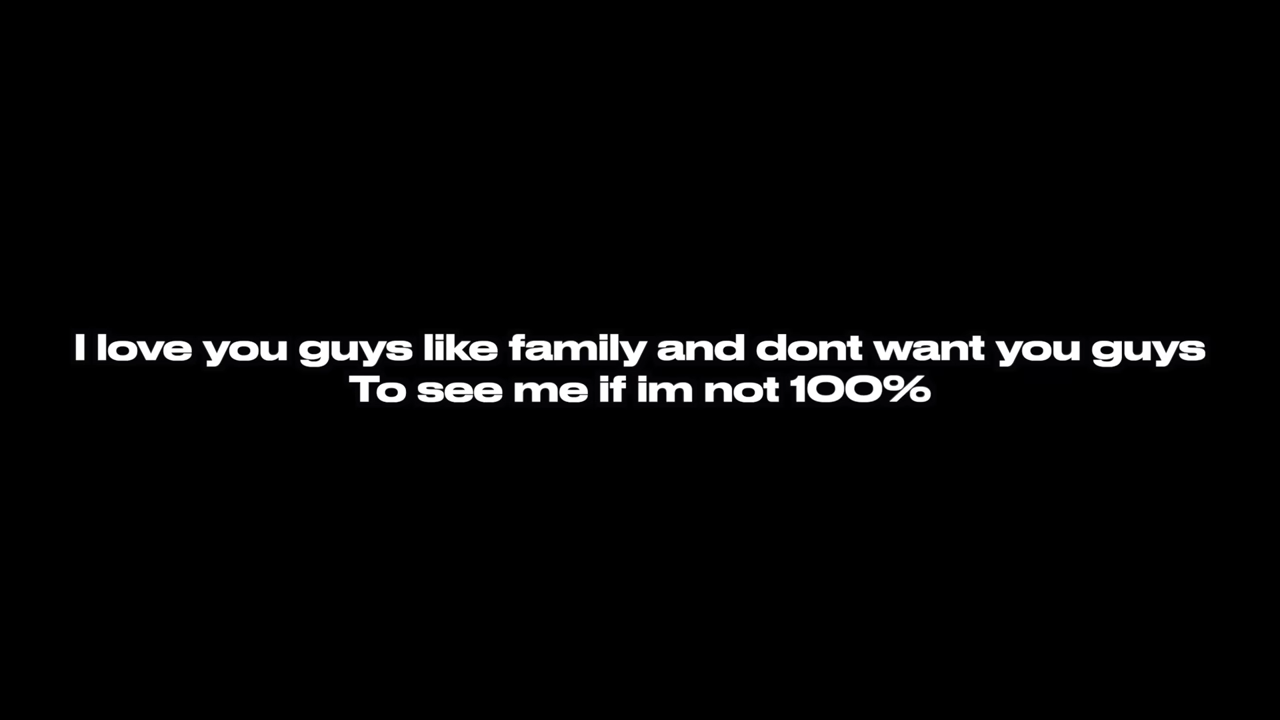 I love you guys like family and dont want you guys
To see me if im not 100%